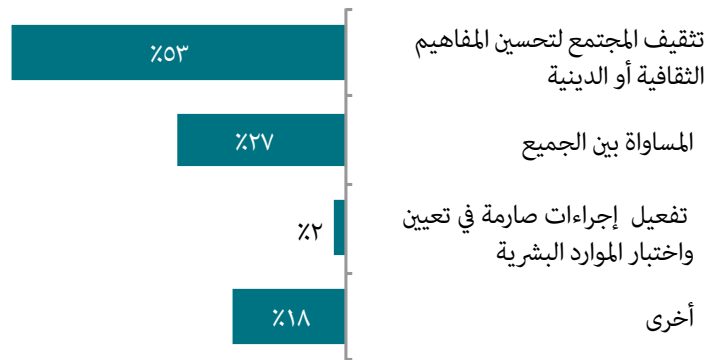 تثقيف المجتمع لتحسين المفاهيم
الثقافية أو الدينية
٪٥٣
المساواة بين الجميع
٪٢٧
تفعيل إجراءات صارمة في تعيين
واختبار الموارد البشرية
٪٢
أخرى
٪١٨